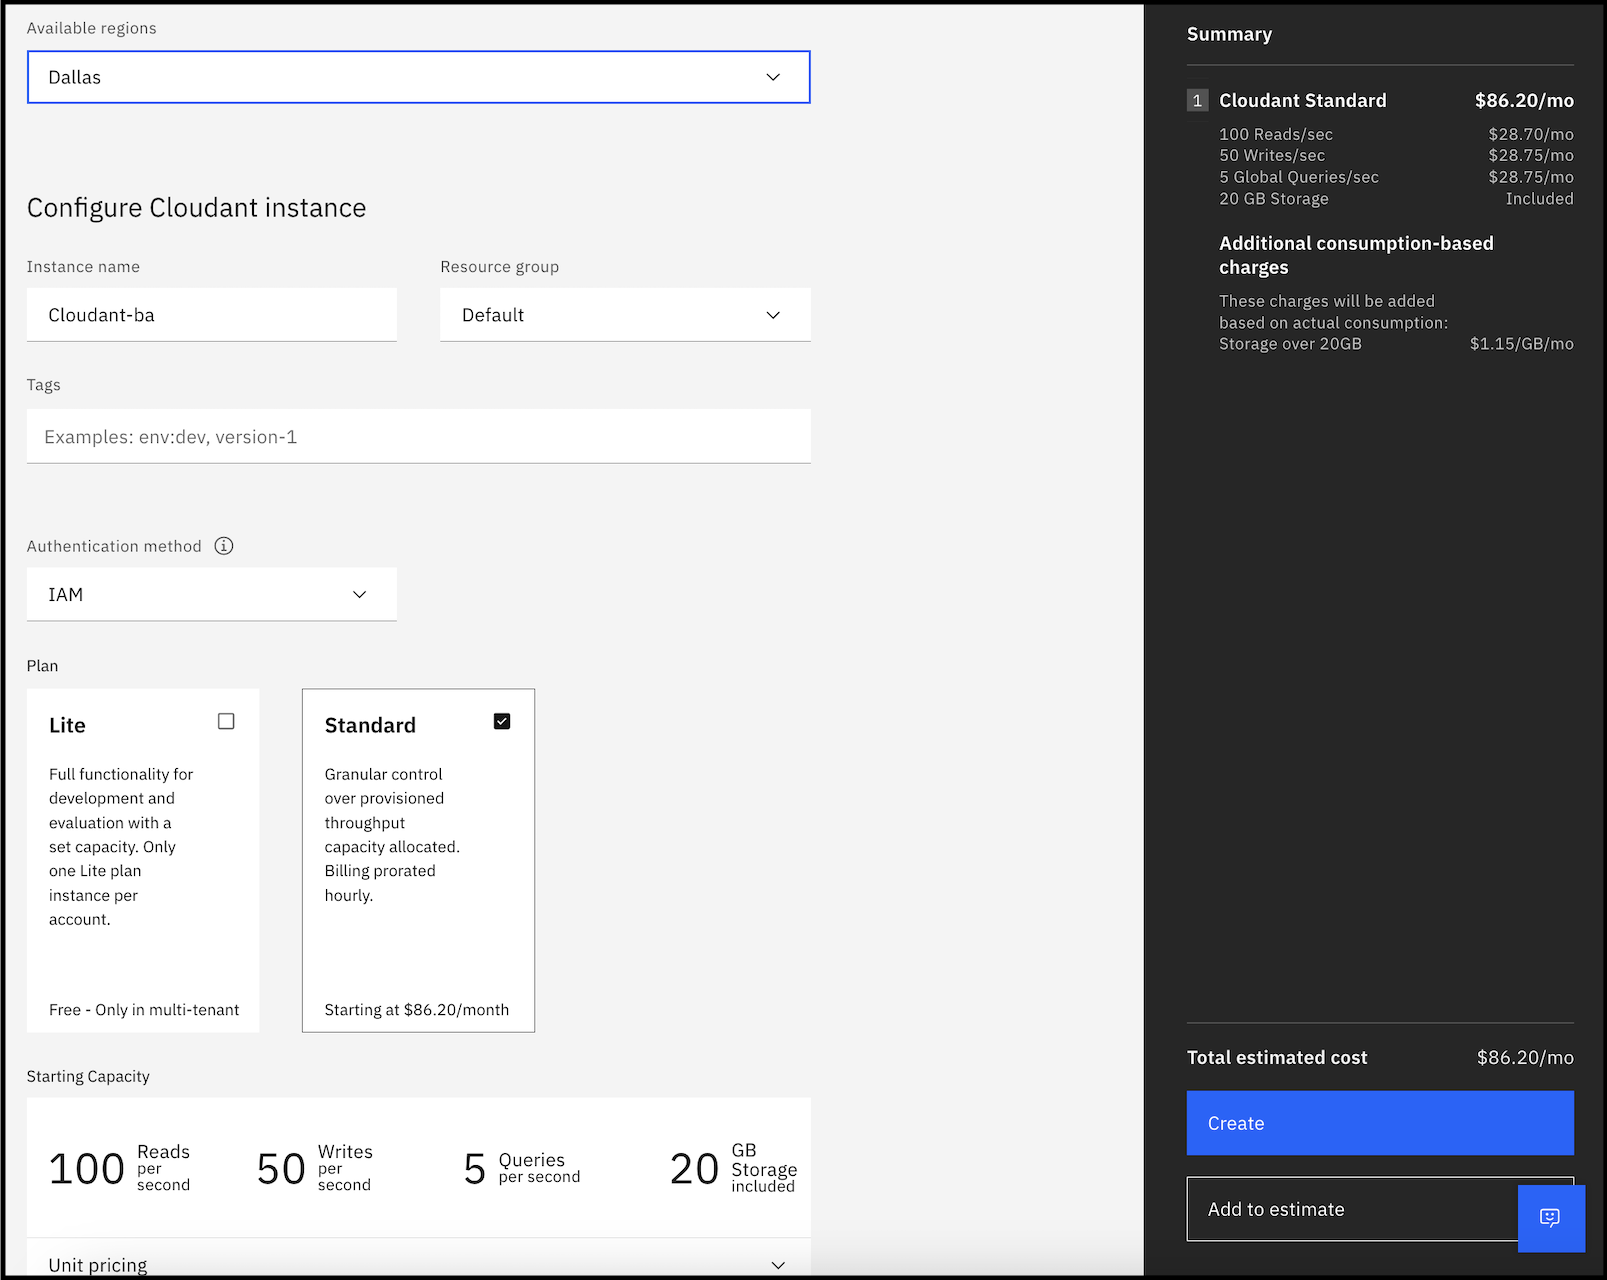 Available regions
Dallas
Configure Cloudant instance
Instance name
Resource group
Cloudant-ba
Default
Tags
Examples: env:dev, version-1
Authentication method
IAM
Plan
Lite
Full functionality for
development and
evaluation with a
set capacity. Only
one Lite plan
instance per
account.
Free - Only in multi-tenant
Standard
Granular control
over provisioned
throughput
capacity allocated.
Billing prorated
hourly.
Starting at $86.20/month
Starting Capacity
100 Reads
per
second
50 Writes
per
second
5 Queries
per second
20 GB
Storage
included
Unit pricing
Summary
1 Cloudant Standard $86.20/mo
100 Reads/sec $28.70/mo
50 Writes/sec $28.75/mo
5 Global Queries/sec $28.75/mo
20 GB Storage Included
Additional consumption-based
charges
These charges will be added
based on actual consumption:
Storage over 20GB $1.15/GB/mo
Total estimated cost $86.20/mo
Create
Add to estimate